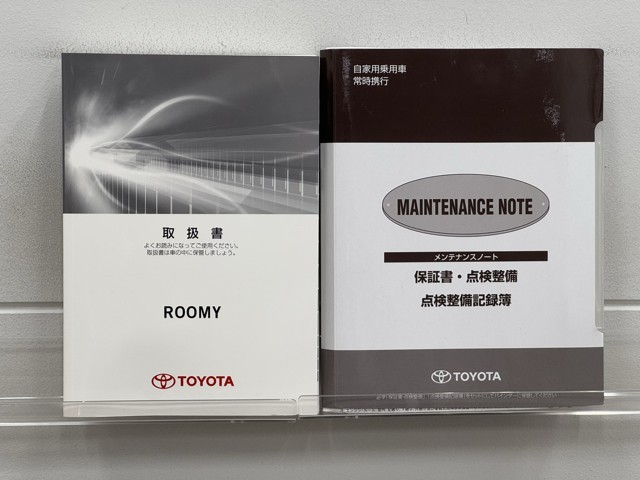 取扱書
よくお読みになってご使用ください。
取扱書は車の中に保管しましょう。
ROOMY
TOYOTA
自家用乗用車
常時携行
MAINTENANCE NOTE
メンテナンスノート
保証書・点検整備
点検整備記録簿
TOYOTA